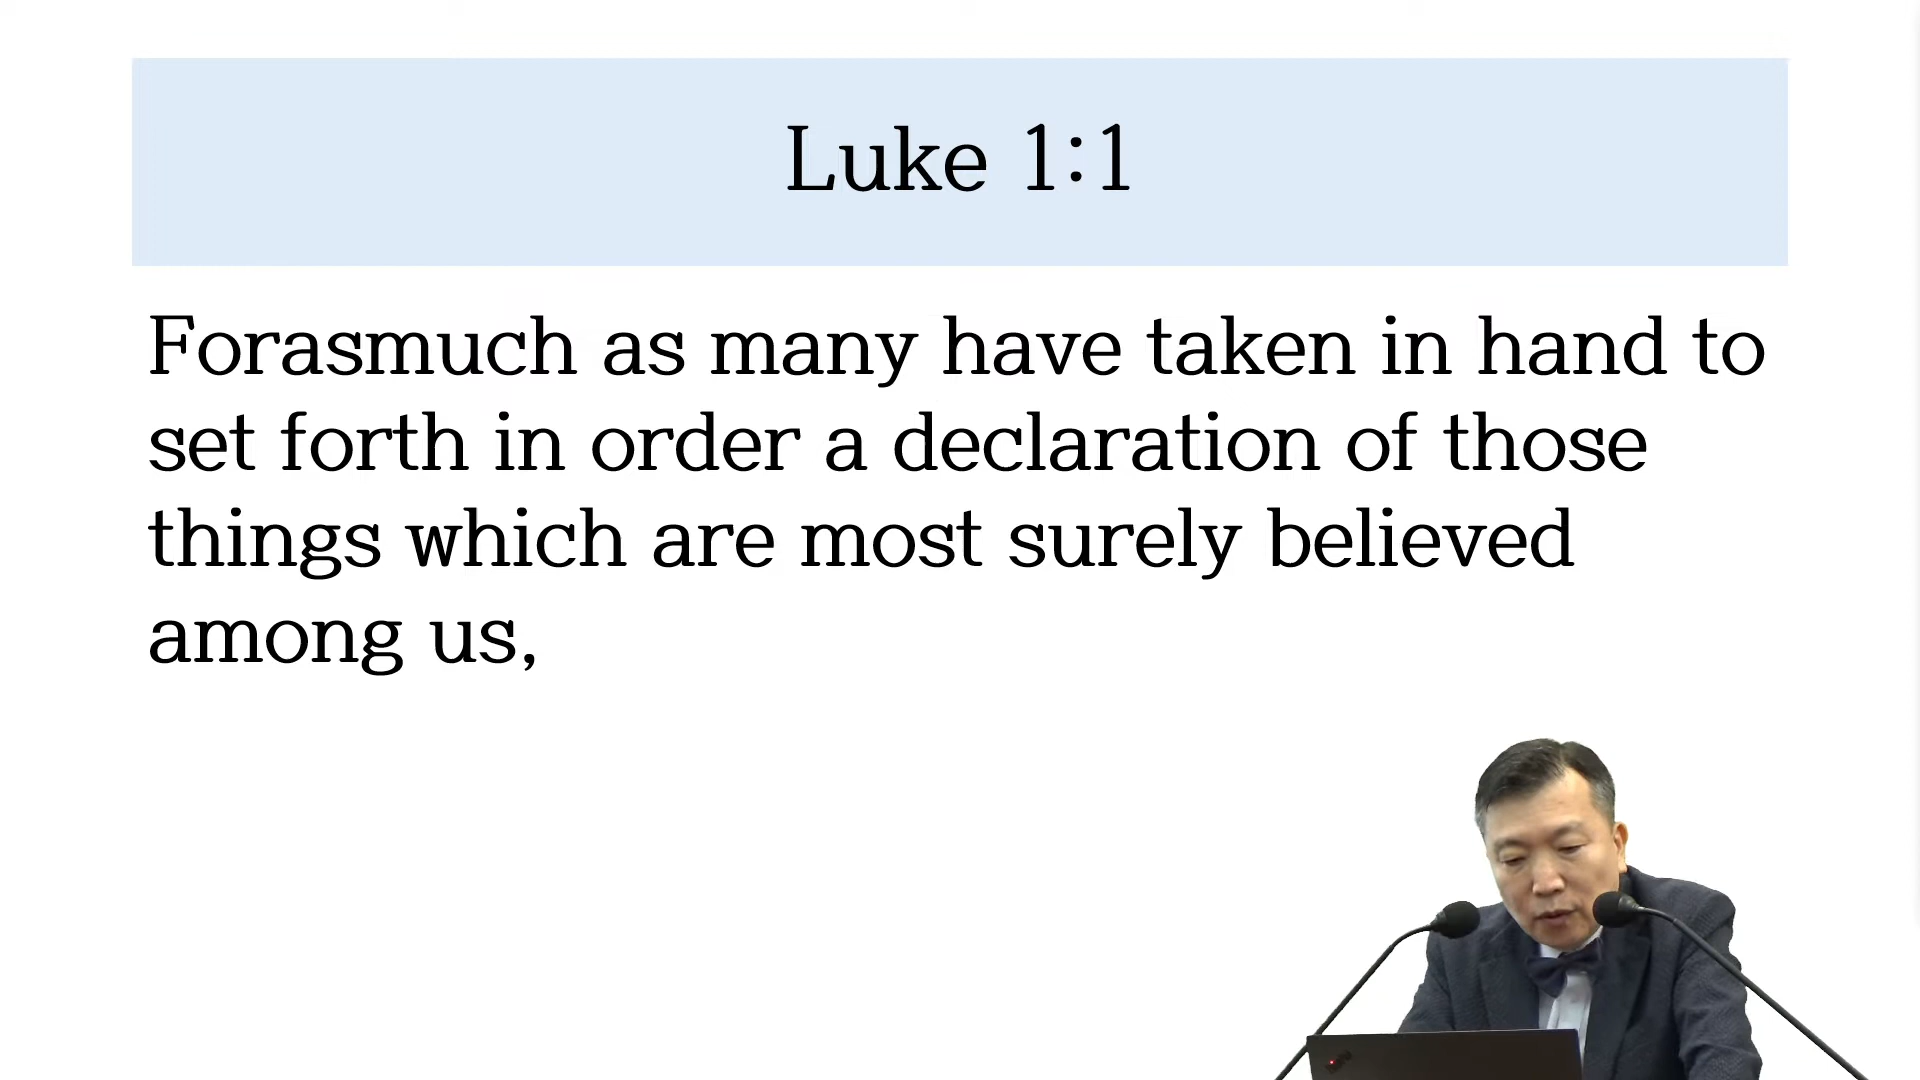 Luke 1:1
Forasmuch as many have taken in hand to
set forth in order a declaration of those
things which are most surely believed
among us,